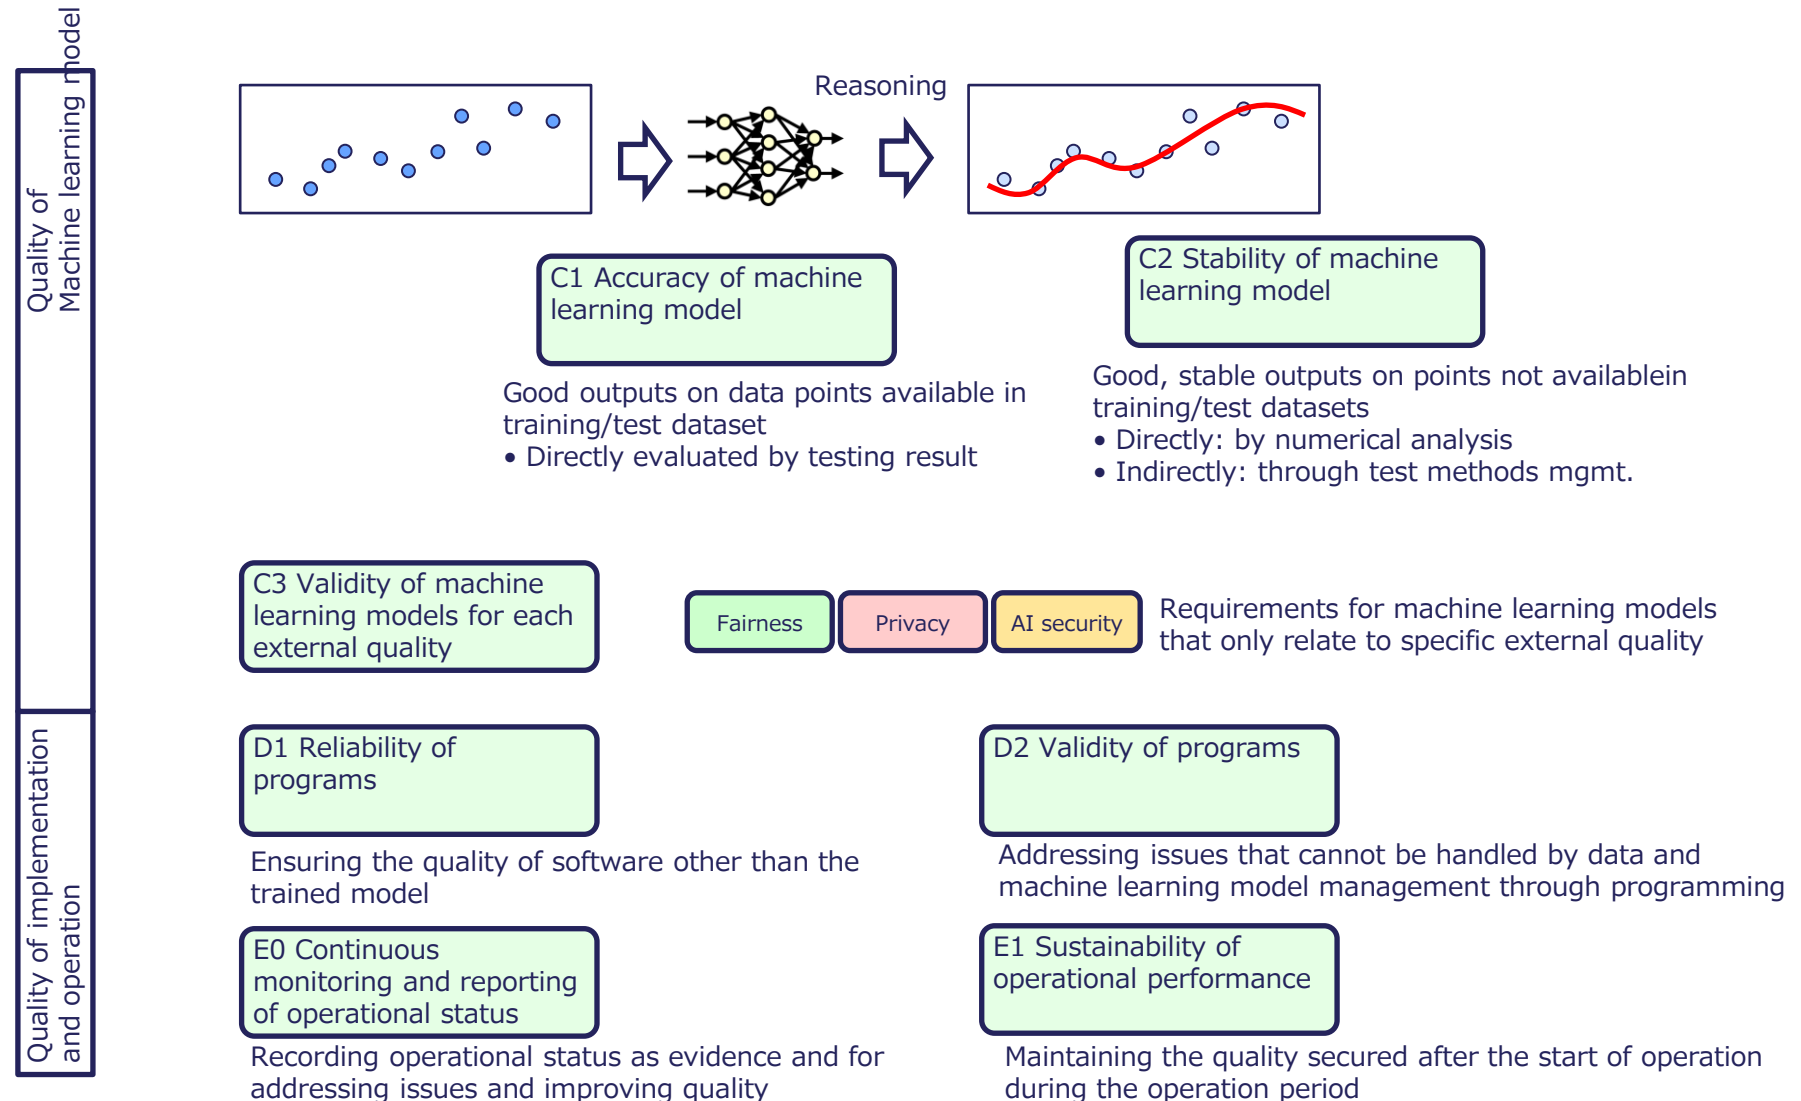 Quality of
Machine learning model
Reasoning
C1 Accuracy of machine
learning model
C2 Stability of machine
learning model
Good outputs on data points available in
training/test dataset
• Directly evaluated by testing result
Good, stable outputs on points not availablein
training/test datasets
• Directly: by numerical analysis
• Indirectly: through test methods mgmt.
C3 Validity of machine
learning models for each
external quality
Fairness
Privacy
AI security
Requirements for machine learning models
that only relate to specific external quality
Quality of implementation
and operation
D1 Reliability of
programs
D2 Validity of programs
Ensuring the quality of software other than the
trained model
Addressing issues that cannot be handled by data and
machine learning model management through programming
E0 Continuous
monitoring and reporting
of operational status
E1 Sustainability of
operational performance
Recording operational status as evidence and for
addressing issues and improving quality
Maintaining the quality secured after the start of operation
during the operation period